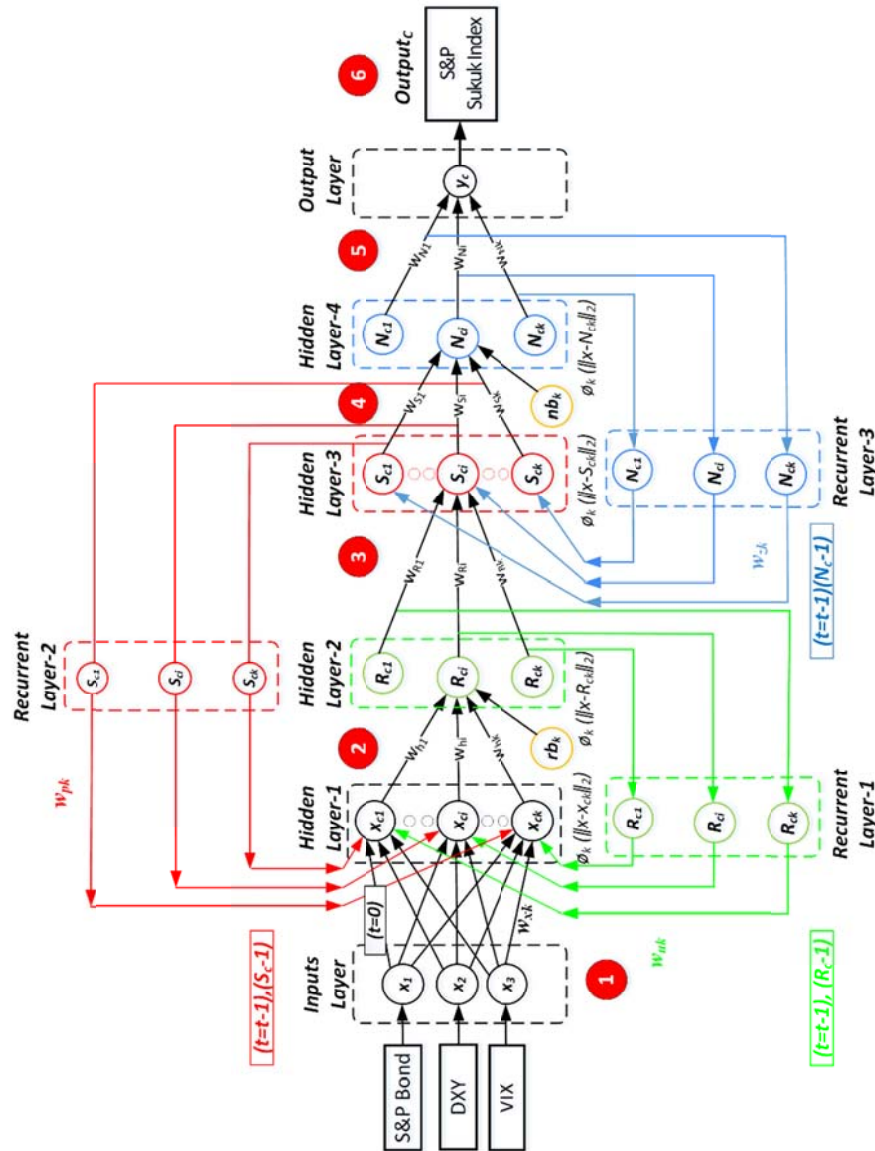 Recurrent
Layer-2
S_c1
S_ci
S_ck
w_pk
(t=t-1),(S_c-1)
(t=0)
Inputs
Layer
Hidden
Layer-1
Hidden
Layer-2
Hidden
Layer-3
Hidden
Layer-4
Output
Layer
Output_C
1
2
3
4
5
6
S&P Bond
DXY
VIX
x_1
x_2
x_3
w_xk
x_c1
x_ci
x_ck
w_h1
w_hi
w_hk
R_c1
R_ci
R_ck
rb_k
w_R1
w_Ri
w_Rk
S_c1
S_ci
S_ck
w_S1
w_Si
w_Sk
N_c1
N_ci
N_ck
nb_k
w_N1
w_Ni
w_Nk
y_c
S&P
Sukuk Index
ø_k (‖x-x_ck‖_2)
ø_k (‖x-R_ck‖_2)
ø_k (‖x-S_ck‖_2)
ø_k (‖x-N_ck‖_2)
w_uk
R_c1
R_ci
R_ck
Recurrent
Layer-1
(t=t-1), (R_c-1)
N_c1
N_ci
N_ck
Recurrent
Layer-3
(t=t-1)(N_c-1)